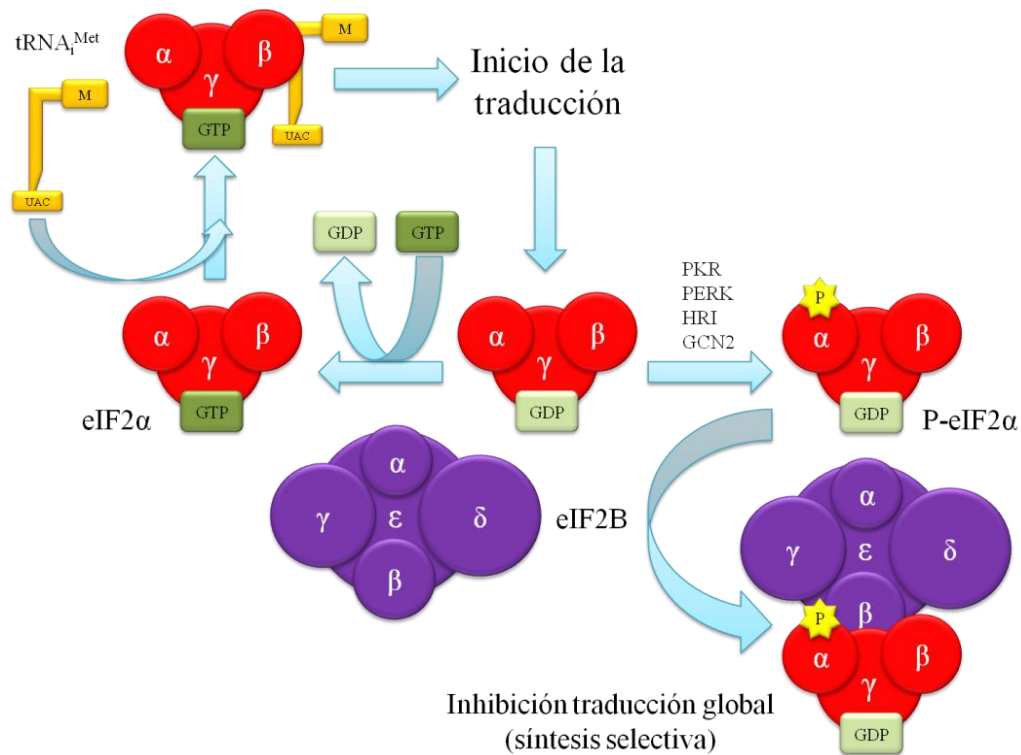 tRNAiMet
M
α
β
γ
GTP
M
UAC
UAC
Inicio de la
traducción
GDP
GTP
α
β
γ
GTP
eIF2α
α
β
γ
GDP
PKR
PERK
HRI
GCN2
P
α
β
γ
GDP
P-eIF2α
α
γ
ε
δ
β
eIF2B
α
γ
ε
δ
β
P
α
β
γ
GDP
Inhibición traducción global
(síntesis selectiva)